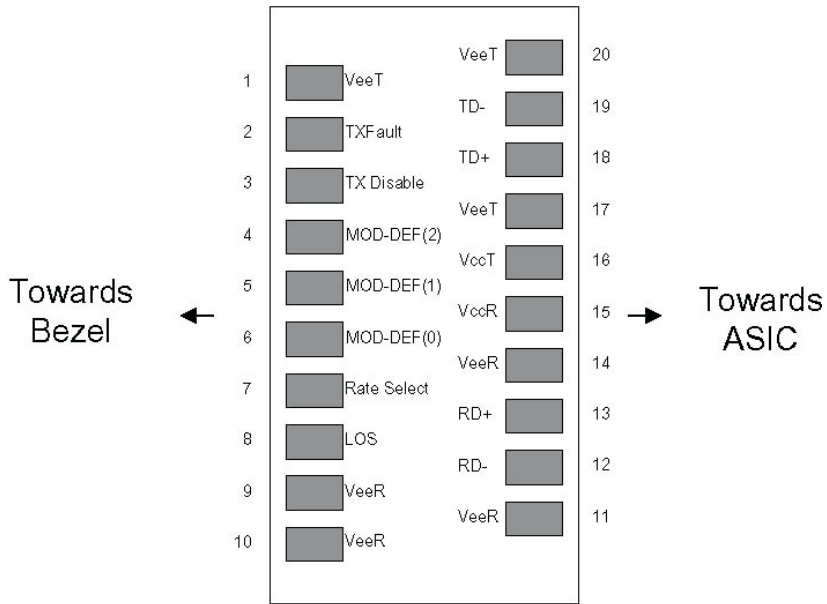 VeeT 20
1 VeeT
TD- 19
2 TXFault
TD+ 18
3 TX Disable
VeeT 17
4 MOD-DEF(2)
VccT 16
5 MOD-DEF(1)
Towards
Bezel
VccR 15
Towards
ASIC
6 MOD-DEF(0)
VeeR 14
7 Rate Select
RD+ 13
8 LOS
RD- 12
9 VeeR
VeeR 11
10 VeeR